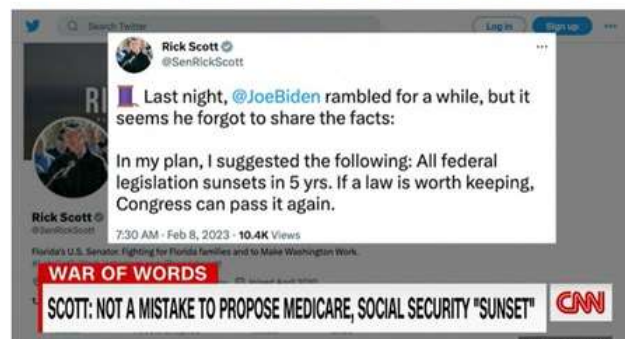 Search Twitter
Log in
Sign up
Rick Scott
@SenRickScott
Last night, @JoeBiden rambled for a while, but it
seems he forgot to share the facts:
In my plan, I suggested the following: All federal
legislation sunsets in 5 yrs. If a law is worth keeping,
Congress can pass it again.
7:30 AM · Feb 8, 2023 · 10.4K Views
RI
Rick Scott
@SenRickScott
Florida's U.S. Senator. Fighting for Florida families and to Make Washington Work.
WAR OF WORDS
SCOTT: NOT A MISTAKE TO PROPOSE MEDICARE, SOCIAL SECURITY "SUNSET"
CNN